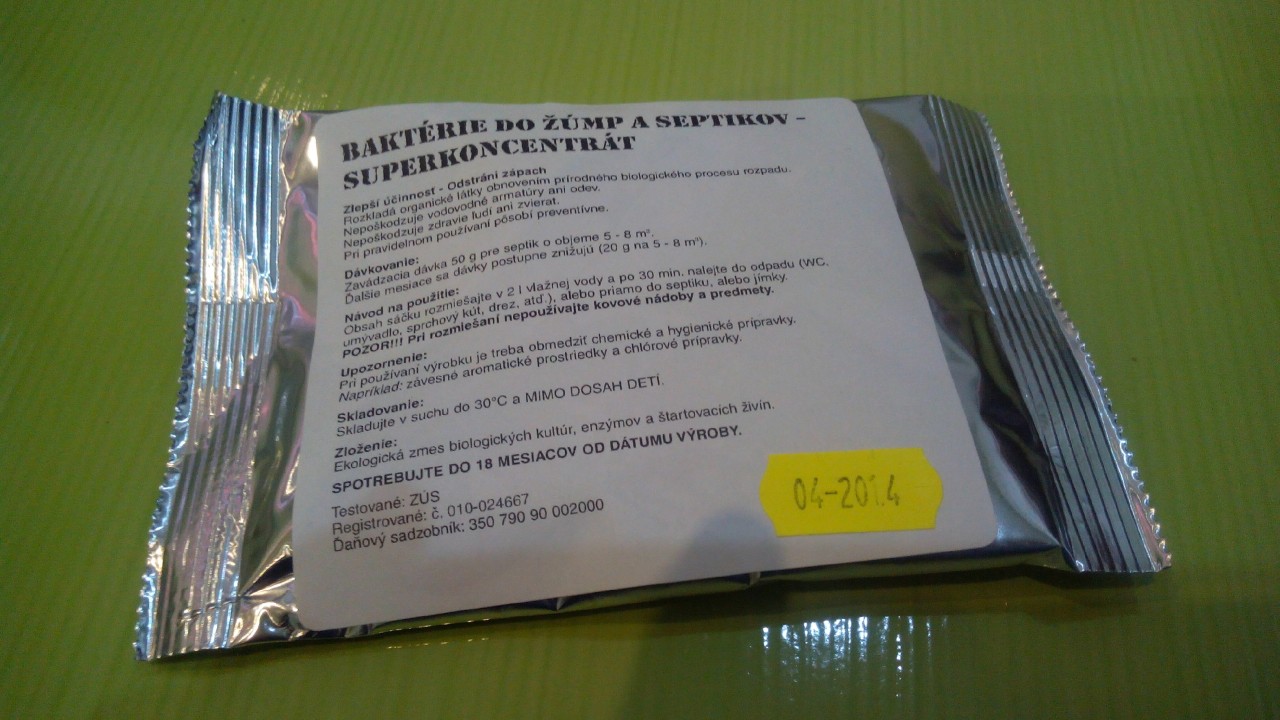 BAKTÉRIE DO ŽÚMP A SEPTIKOV –
SUPERKONCENTRÁT
Zlepší účinnosť - Odstráni zápach
Rozkladá organické látky obnovením prírodného biologického procesu rozpadu.
Nepoškodzuje vodovodné armatúry ani odev.
Nepoškodzuje zdravie ľudí ani zvierat.
Pri pravidelnom používaní pôsobí preventívne.
Dávkovanie:
Zavádzacia dávka 50 g pre septik o objeme 5 - 8 m³.
Ďalšie mesiace sa dávky postupne znižujú (20 g na 5 - 8 m³).
Návod na použitie:
Obsah sáčku rozmiešajte v 2 l vlažnej vody a po 30 min. nalejte do odpadu (WC,
umývadlo, sprchový kút, drez, atď.), alebo priamo do septiku, alebo jímky.
POZOR!!! Pri rozmiešaní nepoužívajte kovové nádoby a predmety.
Upozornenie:
Pri používaní výrobku je treba obmedziť chemické a hygienické prípravky.
Napríklad: závesné aromatické prostriedky a chlórové prípravky.
Skladovanie:
Skladujte v suchu do 30°C a MIMO DOSAH DETÍ.
Zloženie:
Ekologická zmes biologických kultúr, enzýmov a štartovacích živín.
SPOTREBUJTE DO 18 MESIACOV OD DÁTUMU VÝROBY.
Testované: ZÚS
Registrované: č. 010-024667
Ďaňový sadzobník: 350 790 90 002000
04-2014